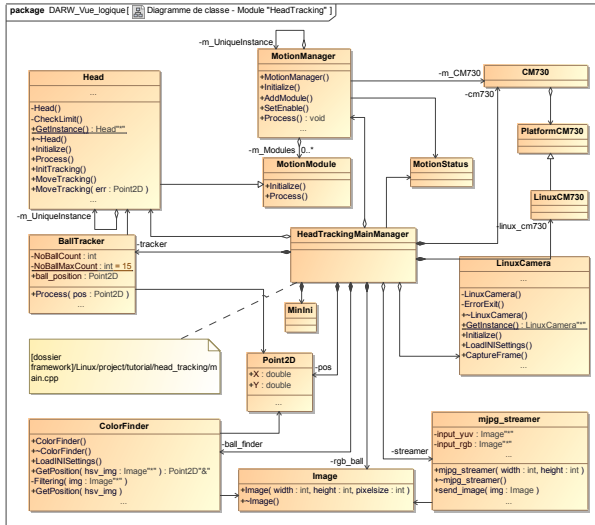 package DARW_Vue_logique[ Diagramme de classe - Module "HeadTracking" ]
-m_UniqueInstance
MotionManager
...
+MotionManager()
+Initialize()
+AddModule()
+SetEnable()
+Process() : void
...
-m_CM730
-cm730
CM730
PlatformCM730
LinuxCM730
-linux_cm730
Head
...
-Head()
-CheckLimit()
+GetInstance() : Head"*"
+~Head()
+Initialize()
+Process()
+InitTracking()
+MoveTracking()
+MoveTracking( err : Point2D )
-m_UniqueInstance
-m_Modules 0..*
MotionModule
+Initialize()
+Process()
MotionStatus
BallTracker
-NoBallCount : int
-NoBallMaxCount : int = 15
+ball_position : Point2D
+Process( pos : Point2D )
...
-tracker
HeadTrackingMainManager
LinuxCamera
...
-LinuxCamera()
-ErrorExit()
+~LinuxCamera()
+GetInstance() : LinuxCamera"*"
+Initialize()
+LoadINISettings()
+CaptureFrame()
...
MinIni
[dossier
framework]/Linux/project/tutorial/head_tracking/m
ain.cpp
Point2D
+X : double
+Y : double
...
-pos
ColorFinder
+ColorFinder()
+~ColorFinder()
+LoadINISettings()
+GetPosition( hsv_img : Image"*" ) : Point2D"&"
-Filtering( img : Image"*" )
+GetPosition( hsv_img )
...
-ball_finder
-rgb_ball
-streamer
Image
+Image( width : int, height : int, pixelsize : int )
+~Image()
mjpg_streamer
-input_yuv : Image"*"
-input_rgb : Image"*"
...
+mjpg_streamer( width : int, height : int )
+~mjpg_streamer()
+send_image( img : Image )
...